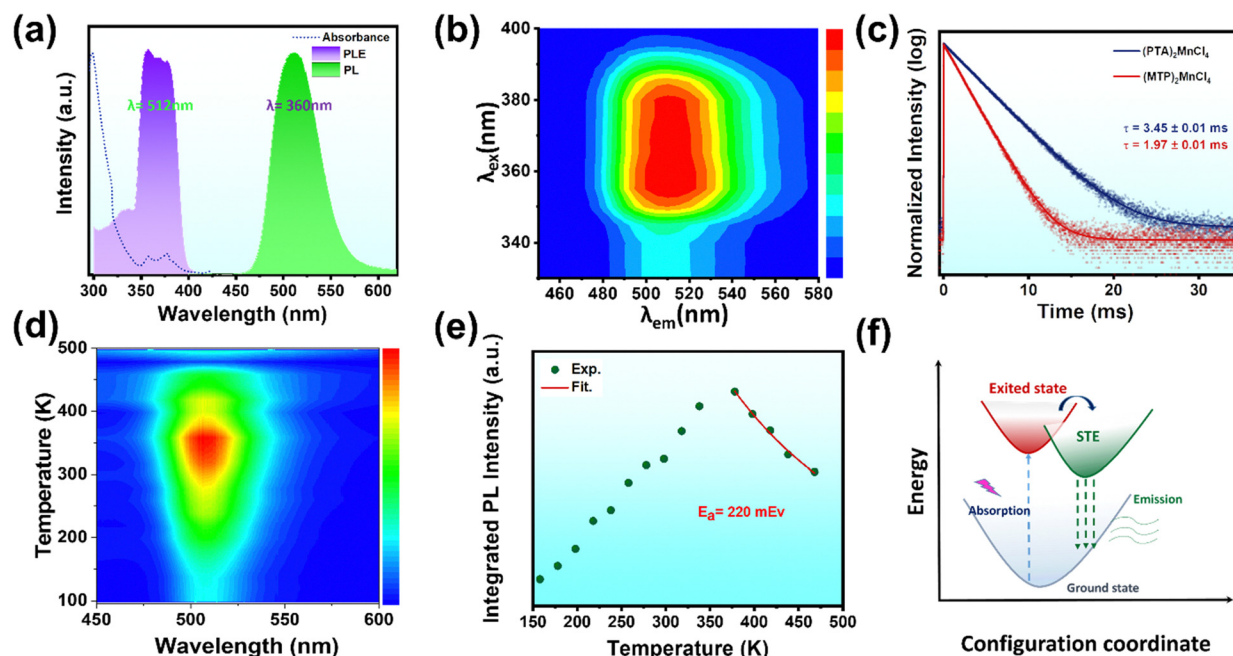 (a)
Absorbance
PLE
PL
λ= 512nm
λ= 360nm
Intensity (a.u.)
300 350 400 450 500 550 600
Wavelength (nm)
(b)
400
380
360
340
λex(nm)
460 480 500 520 540 560 580
λem(nm)
(c)
(PTA)₂MnCl₄
(MTP)₂MnCl₄
τ = 3.45 ± 0.01 ms
τ = 1.97 ± 0.01 ms
Normalized Intensity (log)
0 10 20 30
Time (ms)
(d)
500
400
300
200
100
Temperature (K)
450 500 550 600
Wavelength (nm)
(e)
Exp.
Fit.
Eₐ= 220 mEv
Integrated PL Intensity (a.u.)
150 200 250 300 350 400 450 500
Temperature (K)
(f)
Exited state
STE
Absorption
Emission
Ground state
Energy
Configuration coordinate